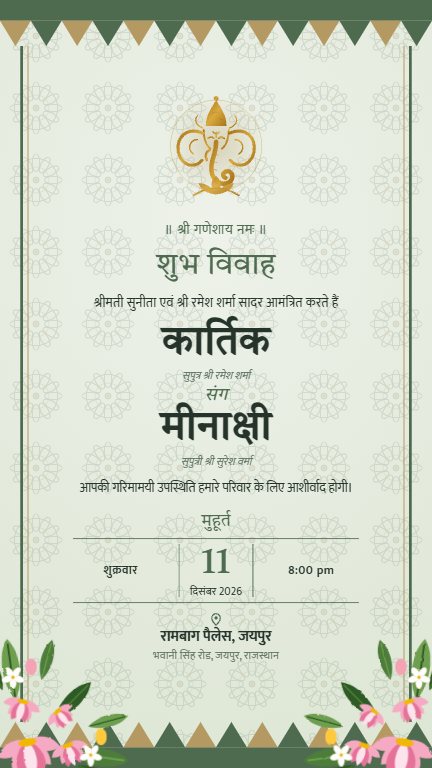 ॥ श्री गणेशाय नमः ॥
शुभ विवाह
श्रीमती सुनीता एवं श्री रमेश शर्मा सादर आमंत्रित करते हैं
कार्तिक
सुपुत्र श्री रमेश शर्मा
संग
मीनाक्षी
सुपुत्री श्री सुरेश वर्मा
आपकी गरिमामयी उपस्थिति हमारे परिवार के लिए आशीर्वाद होगी।
मुहूर्त
शुक्रवार
11
दिसंबर 2026
8:00 pm
रामबाग पैलेस, जयपुर
भवानी सिंह रोड, जयपुर, राजस्थान